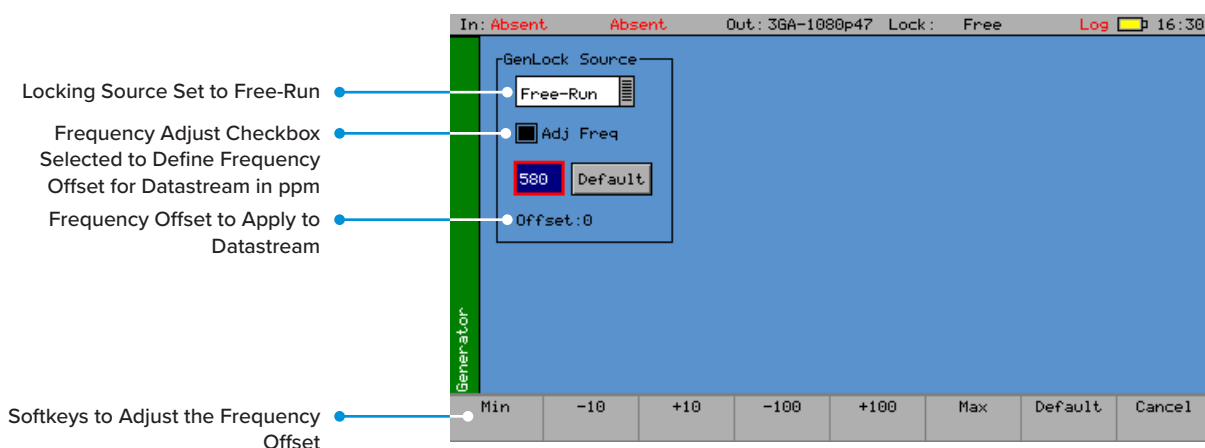 In: Absent Absent Out: 3GA-1080p47 Lock: Free Log 16:30
GenLock Source
Locking Source Set to Free-Run
Free-Run
Frequency Adjust Checkbox
Selected to Define Frequency
Offset for Datastream in ppm
Adj Freq
580 Default
Frequency Offset to Apply to
Datastream
Offset:0
Generator
Softkeys to Adjust the Frequency
Offset
Min -10 +10 -100 +100 Max Default Cancel